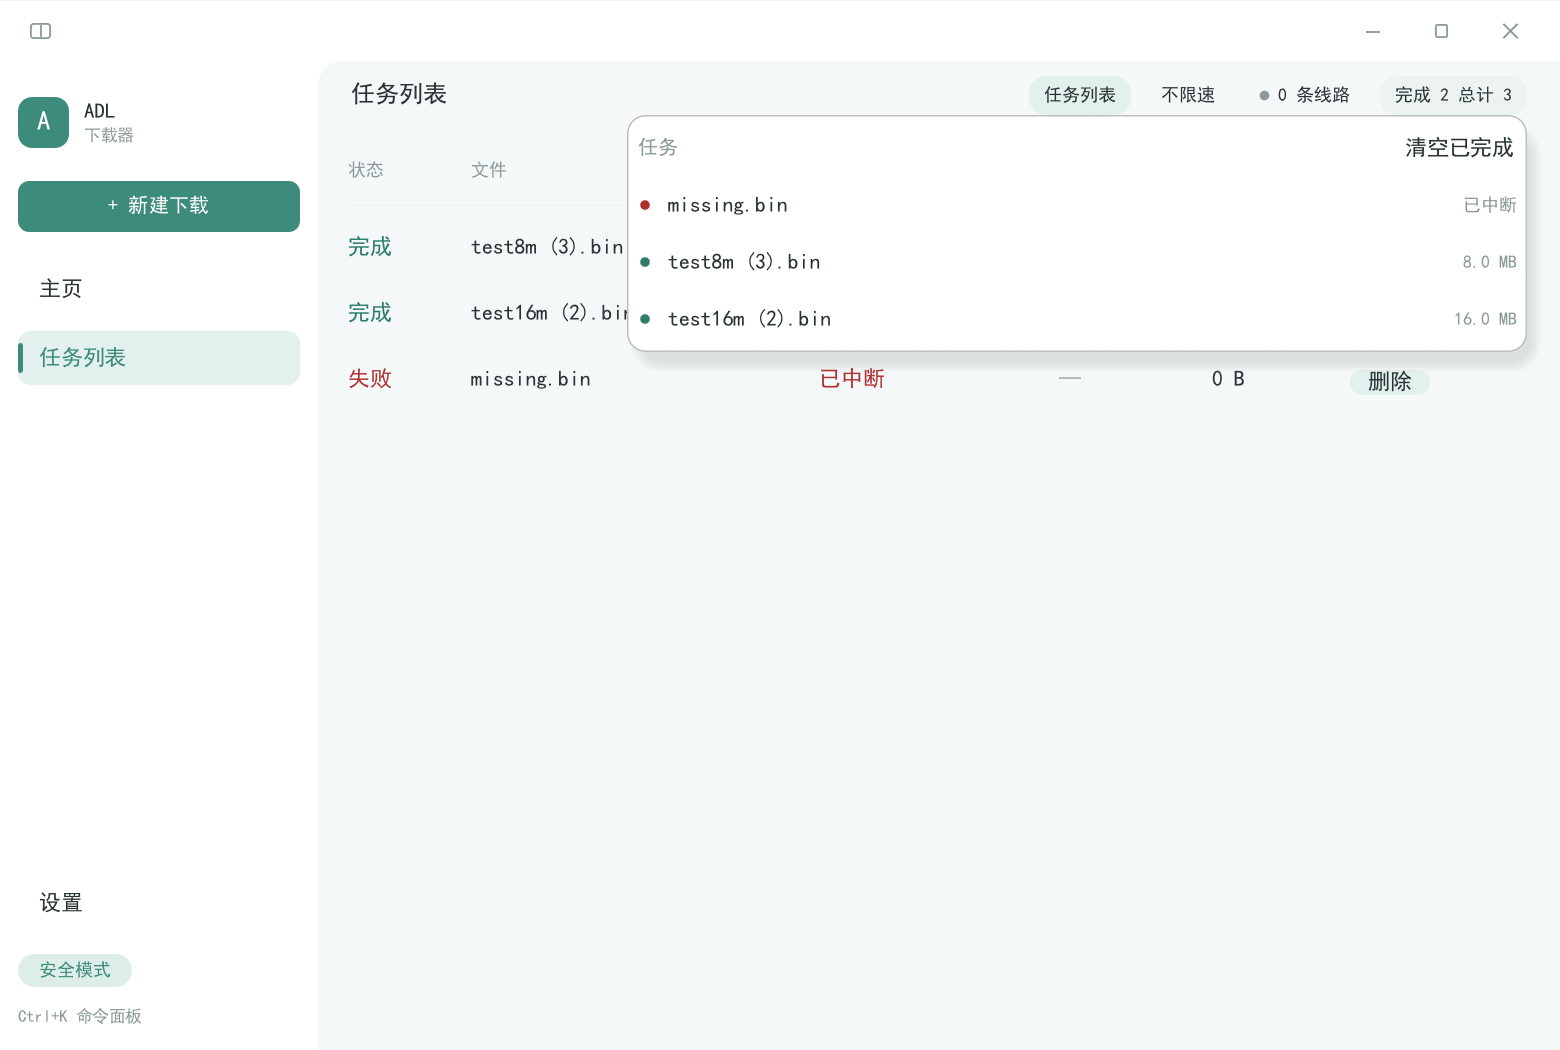 A
ADL
下载器
+ 新建下载
主页
任务列表
设置
安全模式
Ctrl+K 命令面板
任务列表
任务列表 不限速 0 条线路 完成 2 总计 3
状态 文件
完成 test8m (3).bin
完成 test16m (2).bin
失败 missing.bin 已中断 — 0 B 删除
任务 清空已完成
missing.bin 已中断
test8m (3).bin 8.0 MB
test16m (2).bin 16.0 MB